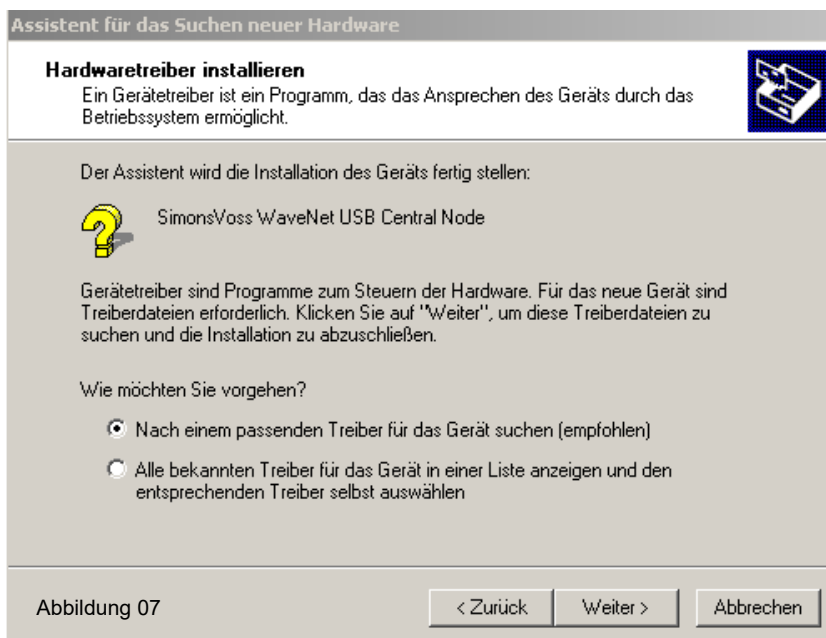 Assistent für das Suchen neuer Hardware
Hardwaretreiber installieren
Ein Gerätetreiber ist ein Programm, das das Ansprechen des Geräts durch das
Betriebssystem ermöglicht.
Der Assistent wird die Installation des Geräts fertig stellen:
SimonsVoss WaveNet USB Central Node
Gerätetreiber sind Programme zum Steuern der Hardware. Für das neue Gerät sind
Treiberdateien erforderlich. Klicken Sie auf "Weiter", um diese Treiberdateien zu
suchen und die Installation zu abzuschließen.
Wie möchten Sie vorgehen?
Nach einem passenden Treiber für das Gerät suchen (empfohlen)
Alle bekannten Treiber für das Gerät in einer Liste anzeigen und den
entsprechenden Treiber selbst auswählen
Abbildung 07 < Zurück Weiter > Abbrechen